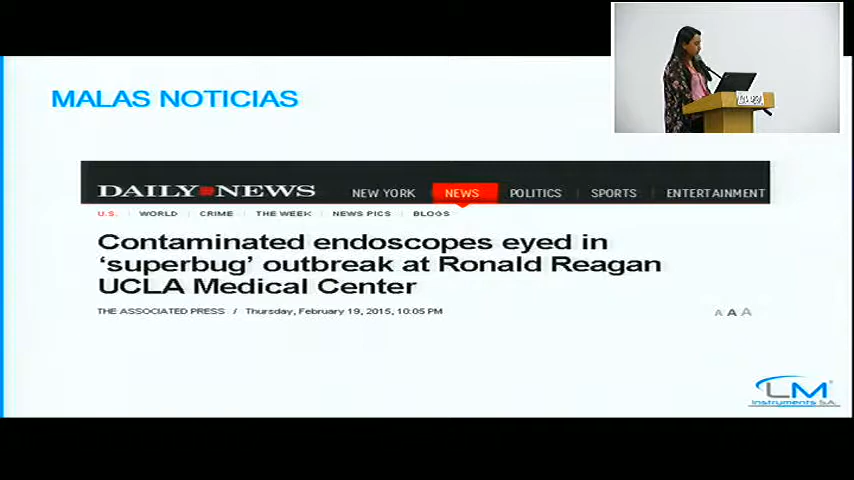 MALAS NOTICIAS
DAILY NEWS
NEW YORK NEWS POLITICS SPORTS ENTERTAINMENT
U.S. WORLD CRIME THE WEEK NEWS PICS BLOGS
Contaminated endoscopes eyed in
‘superbug’ outbreak at Ronald Reagan
UCLA Medical Center
THE ASSOCIATED PRESS / Thursday, February 19, 2015, 10:05 PM
A A A
LM®
Instruments S.A.